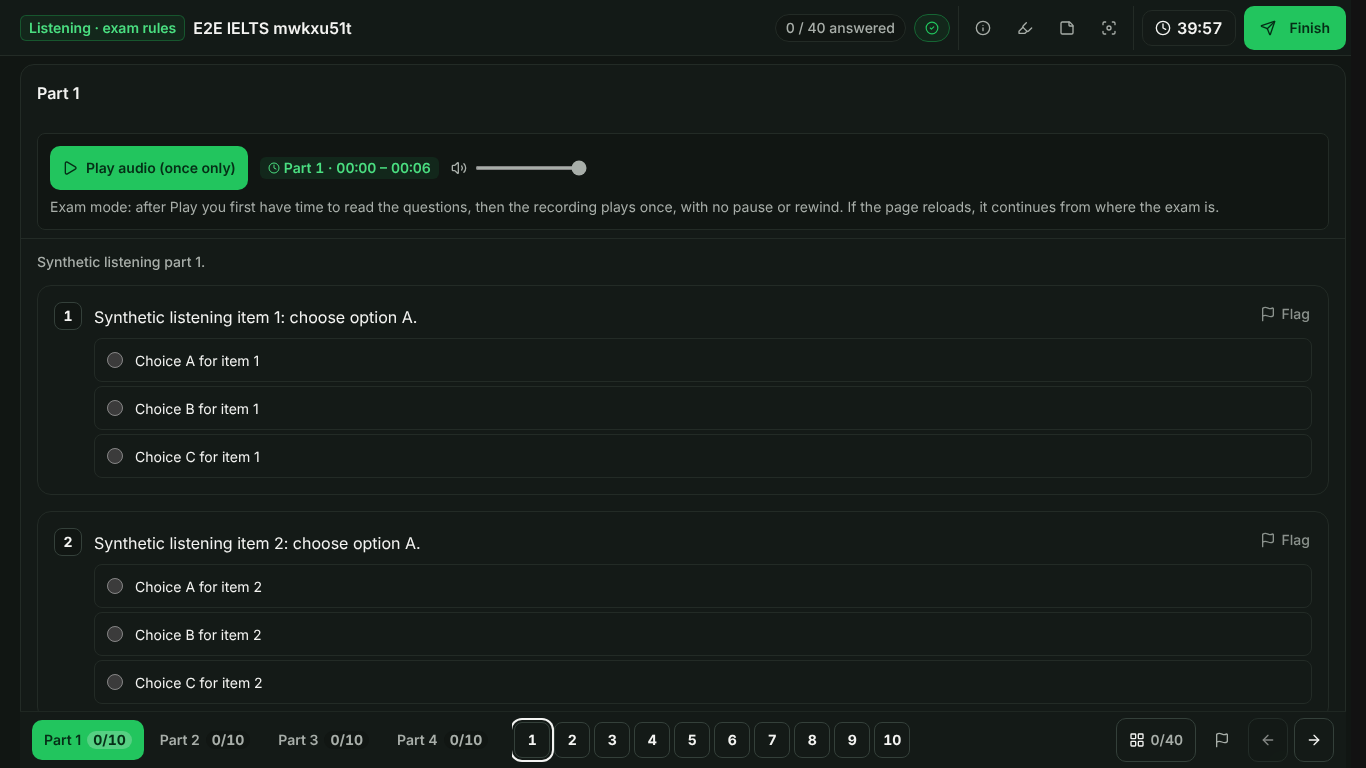 Listening · exam rules E2E IELTS mwkxu51t 0 / 40 answered 39:57 Finish
Part 1
Play audio (once only) Part 1 · 00:00 – 00:06
Exam mode: after Play you first have time to read the questions, then the recording plays once, with no pause or rewind. If the page reloads, it continues from where the exam is.
Synthetic listening part 1.
1 Synthetic listening item 1: choose option A. Flag
Choice A for item 1
Choice B for item 1
Choice C for item 1
2 Synthetic listening item 2: choose option A. Flag
Choice A for item 2
Choice B for item 2
Choice C for item 2
Part 1 0/10 Part 2 0/10 Part 3 0/10 Part 4 0/10 1 2 3 4 5 6 7 8 9 10 0/40